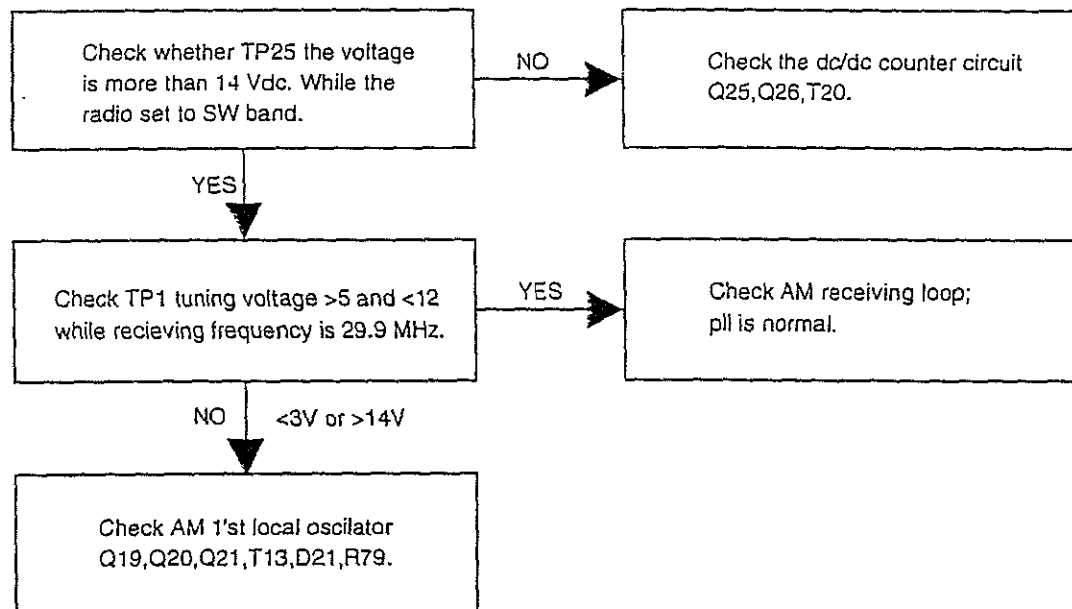 Check whether TP25 the voltage
is more than 14 Vdc. While the
radio set to SW band.
NO
Check the dc/dc counter circuit
Q25,Q26,T20.
YES
Check TP1 tuning voltage >5 and <12
while recieving frequency is 29.9 MHz.
YES
Check AM receiving loop;
pll is normal.
NO <3V or >14V
Check AM 1'st local oscilator
Q19,Q20,Q21,T13,D21,R79.